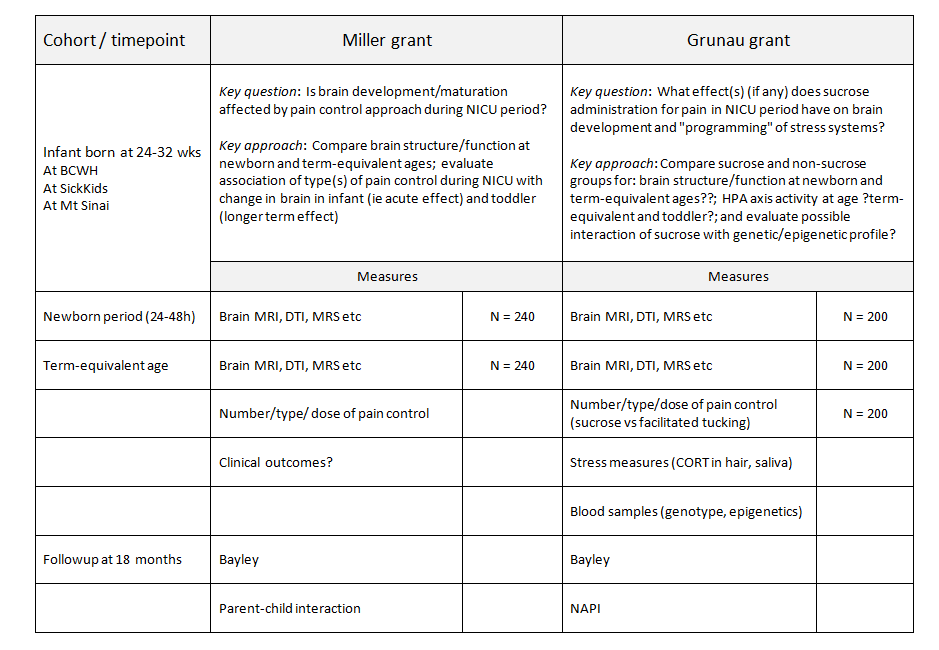 Cohort / timepoint
Miller grant
Grunau grant
Infant born at 24-32 wks
At BCWH
At SickKids
At Mt Sinai
Key question: Is brain development/maturation
affected by pain control approach during NICU period?
Key approach: Compare brain structure/function at
newborn and term-equivalent ages; evaluate
association of type(s) of pain control during NICU with
change in brain in infant (ie acute effect) and toddler
(longer term effect)
Key question: What effect(s) (if any) does sucrose
administration for pain in NICU period have on brain
development and "programming" of stress systems?
Key approach: Compare sucrose and non-sucrose
groups for: brain structure/function at newborn and
term-equivalent ages??; HPA axis activity at age ?term-
equivalent and toddler?; and evaluate possible
interaction of sucrose with genetic/epigenetic profile?
Measures
Measures
Newborn period (24-48h)
Brain MRI, DTI, MRS etc
N = 240
Brain MRI, DTI, MRS etc
N = 200
Term-equivalent age
Brain MRI, DTI, MRS etc
N = 240
Brain MRI, DTI, MRS etc
N = 200
Number/type/ dose of pain control
Number/type/dose of pain control
(sucrose vs facilitated tucking)
N = 200
Clinical outcomes?
Stress measures (CORT in hair, saliva)
Blood samples (genotype, epigenetics)
Followup at 18 months
Bayley
Bayley
Parent-child interaction
NAPI